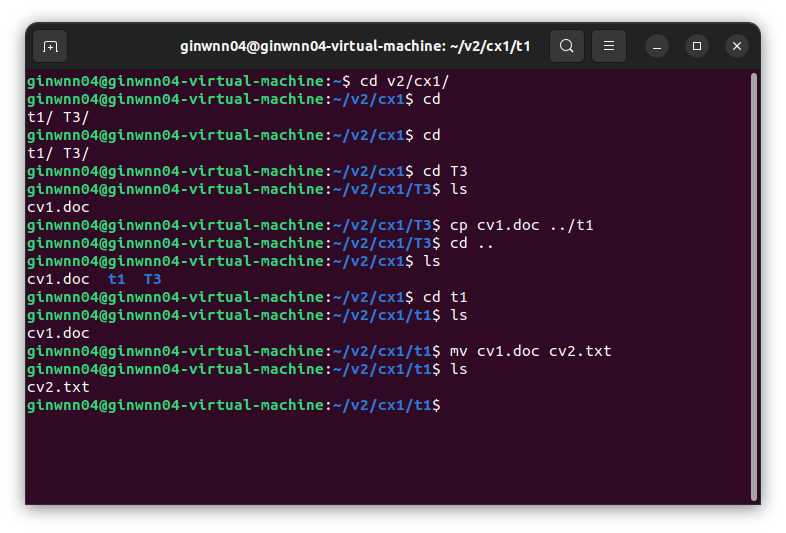 ginwnn04@ginwnn04-virtual-machine: ~/v2/cx1/t1
ginwnn04@ginwnn04-virtual-machine:~$ cd v2/cx1/
ginwnn04@ginwnn04-virtual-machine:~/v2/cx1$ cd
t1/ T3/
ginwnn04@ginwnn04-virtual-machine:~/v2/cx1$ cd
t1/ T3/
ginwnn04@ginwnn04-virtual-machine:~/v2/cx1$ cd T3
ginwnn04@ginwnn04-virtual-machine:~/v2/cx1/T3$ ls
cv1.doc
ginwnn04@ginwnn04-virtual-machine:~/v2/cx1/T3$ cp cv1.doc ../t1
ginwnn04@ginwnn04-virtual-machine:~/v2/cx1/T3$ cd ..
ginwnn04@ginwnn04-virtual-machine:~/v2/cx1$ ls
cv1.doc  t1  T3
ginwnn04@ginwnn04-virtual-machine:~/v2/cx1$ cd t1
ginwnn04@ginwnn04-virtual-machine:~/v2/cx1/t1$ ls
cv1.doc
ginwnn04@ginwnn04-virtual-machine:~/v2/cx1/t1$ mv cv1.doc cv2.txt
ginwnn04@ginwnn04-virtual-machine:~/v2/cx1/t1$ ls
cv2.txt
ginwnn04@ginwnn04-virtual-machine:~/v2/cx1/t1$